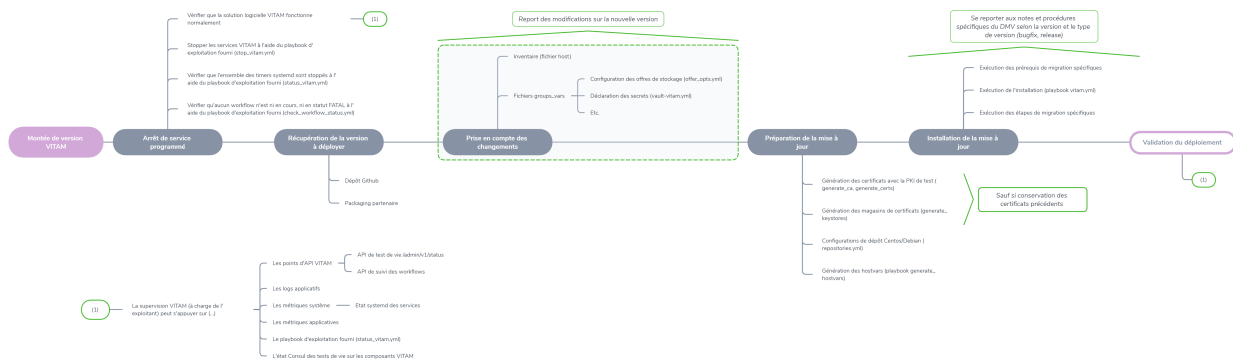 Vérifier que la solution logicielle VITAM fonctionne
normalement
(1)
Stopper les services VITAM à l'aide du playbook d'
exploitation fourni (stop_vitam.yml)
Vérifier que l'ensemble des timers systemd sont stoppés à l'
aide du playbook d'exploitation fourni (status_vitam.yml)
Vérifier qu'aucun workflow n'est ni en cours, ni en statut FATAL à l'
aide du playbook d'exploitation fourni (check_workflow_status.yml)
Montée de version
VITAM
Arrêt de service
programmé
Récupération de la version
à déployer
Dépôt Github
Packaging partenaire
Report des modifications sur la nouvelle version
Inventaire (fichier host)
Fichiers groups_vars
Configuration des offres de stockage (offer_opts.yml)
Déclaration des secrets (vault-vitam.yml)
Etc.
Prise en compte des
changements
Préparation de la mise à
jour
Génération des certificats avec la PKI de test (
generate_ca, generate_certs)
Génération des magasins de certificats (generate_
keystores)
Configurations de dépôt Centos/Debian (
repositories.yml)
Génération des hostvars (playbook generate_
hostvars)
Sauf si conservation des
certificats précédents
Se reporter aux notes et procédures
spécifiques du DMV selon la version et le type
de version (bugfix, release)
Exécution des prérequis de migration spécifiques
Exécution de l'installation (playbook vitam.yml)
Exécution des étapes de migration spécifiques
Installation de la mise à
jour
Validation du déploiement
(1)
(1)
La supervision VITAM (à charge de l'
exploitant) peut s'appuyer sur (...)
Les points d'API VITAM
API de test de vie /admin/v1/status
API de suivi des workflows
Les logs applicatifs
Les métriques système
Etat systemd des services
Les métriques applicatives
Le playbook d'exploitation fourni (status_vitam.yml)
L'état Consul des tests de vie sur les composants VITAM